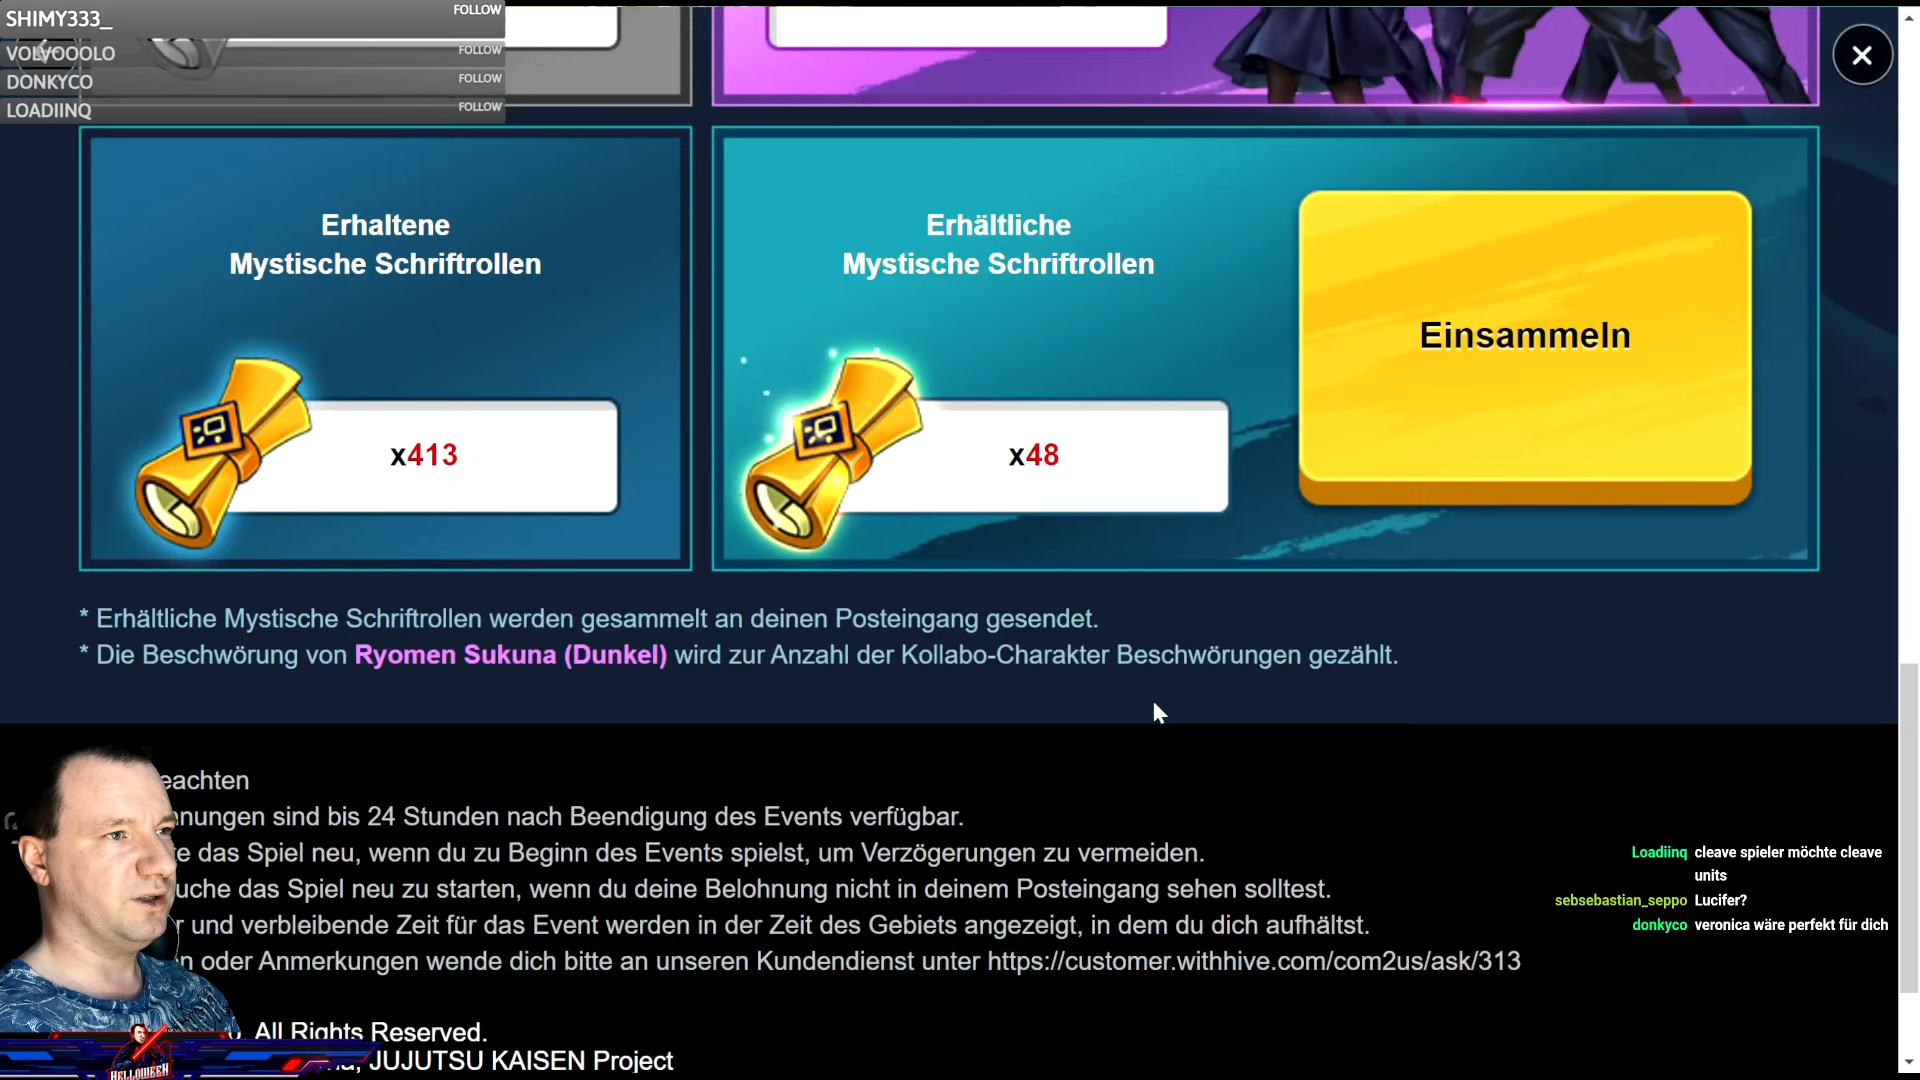 SHIMY333_ FOLLOW
FOLLOW
DONKYCO FOLLOW
LOADIINQ FOLLOW
Erhaltene
Mystische Schriftrollen
x413
Erhältliche
Mystische Schriftrollen
x48
Einsammeln
* Erhältliche Mystische Schriftrollen werden gesammelt an deinen Posteingang gesendet.
* Die Beschwörung von Ryomen Sukuna (Dunkel) wird zur Anzahl der Kollabo-Charakter Beschwörungen gezählt.
eachten
nungen sind bis 24 Stunden nach Beendigung des Events verfügbar.
e das Spiel neu, wenn du zu Beginn des Events spielst, um Verzögerungen zu vermeiden.
uche das Spiel neu zu starten, wenn du deine Belohnung nicht in deinem Posteingang sehen solltest.
r und verbleibende Zeit für das Event werden in der Zeit des Gebiets angezeigt, in dem du dich aufhältst.
n oder Anmerkungen wende dich bitte an unseren Kundendienst unter https://customer.withhive.com/com2us/ask/313
All Rights Reserved.
JUJUTSU KAISEN Project
Loadiinq cleave spieler möchte cleave
units
sebsebastian_seppo Lucifer?
donkyco veronica wäre perfekt für dich
HELLOWEEN